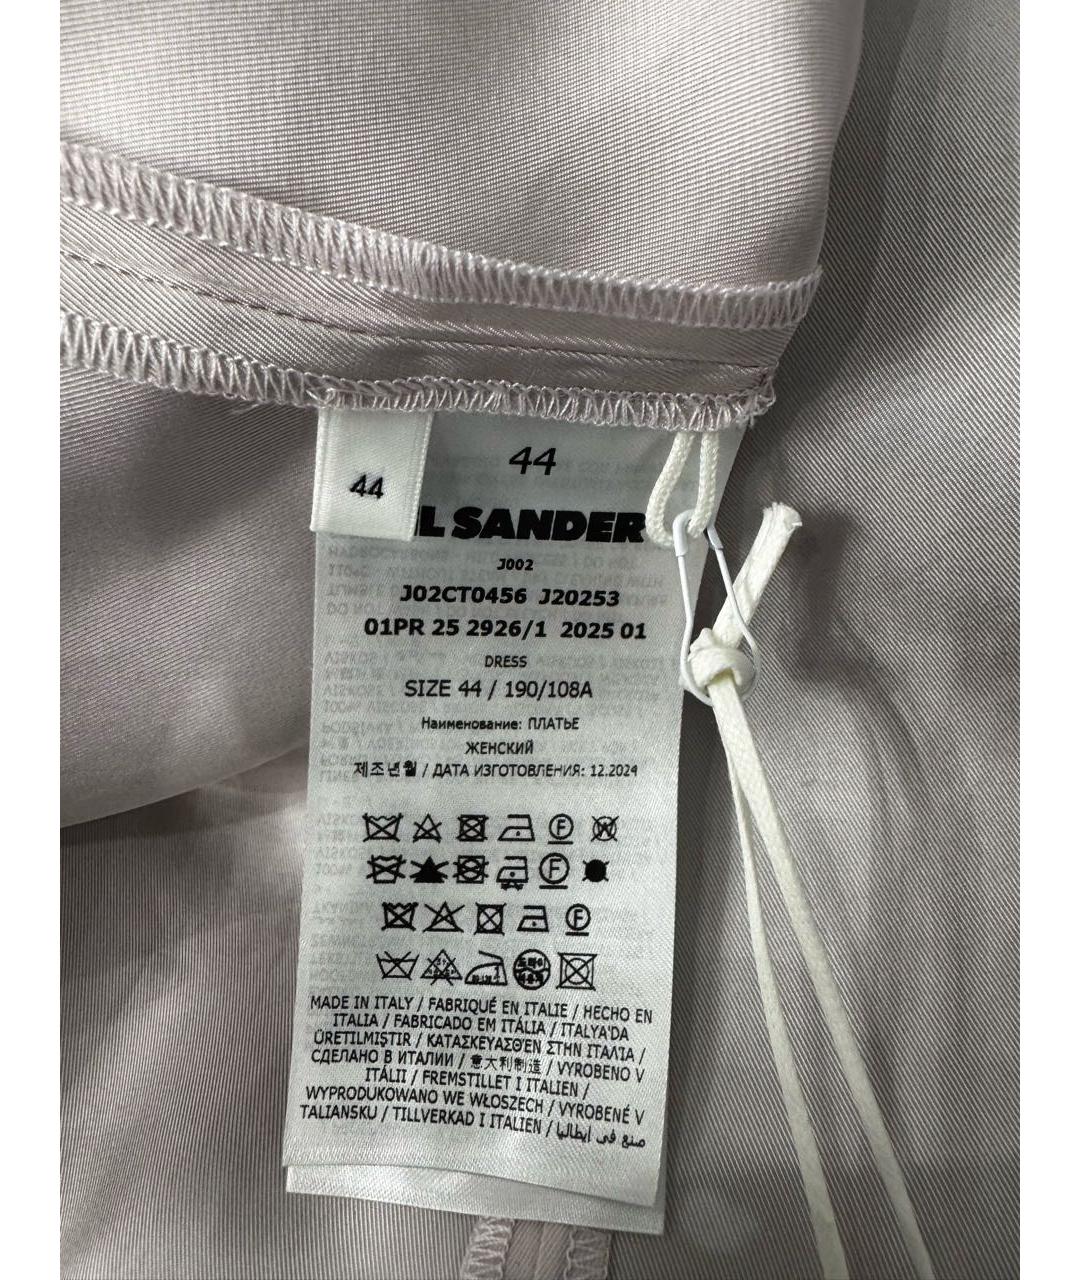 44
44
L SANDER
J002
J02CT0456 J20253
01PR 25 2926/1 2025 01
DRESS
SIZE 44 / 190/108A
Наименование: ПЛАТЬЕ
ЖЕНСКИЙ
제조년월 / ДАТА ИЗГОТОВЛЕНИЯ: 12.2024
MADE IN ITALY / FABRIQUÉ EN ITALIE / HECHO EN
ITALIA / FABRICADO EM ITÁLIA / ITALYA'DA
ÜRETILMIŞTIR / ΚΑΤΑΣΚΕΥΑΣΘΕΝ ΣΤΗΝ ΙΤΑΛΙΑ /
СДЕЛАНО В ИТАЛИИ / 意大利制造 / VYROBENO V
ITÁLII / FREMSTILLET I ITALIEN /
WYPRODUKOWANO WE WŁOSZECH / VYROBENÉ V
TALIANSKU / TILLVERKAD I ITALIEN / صنع في إيطاليا